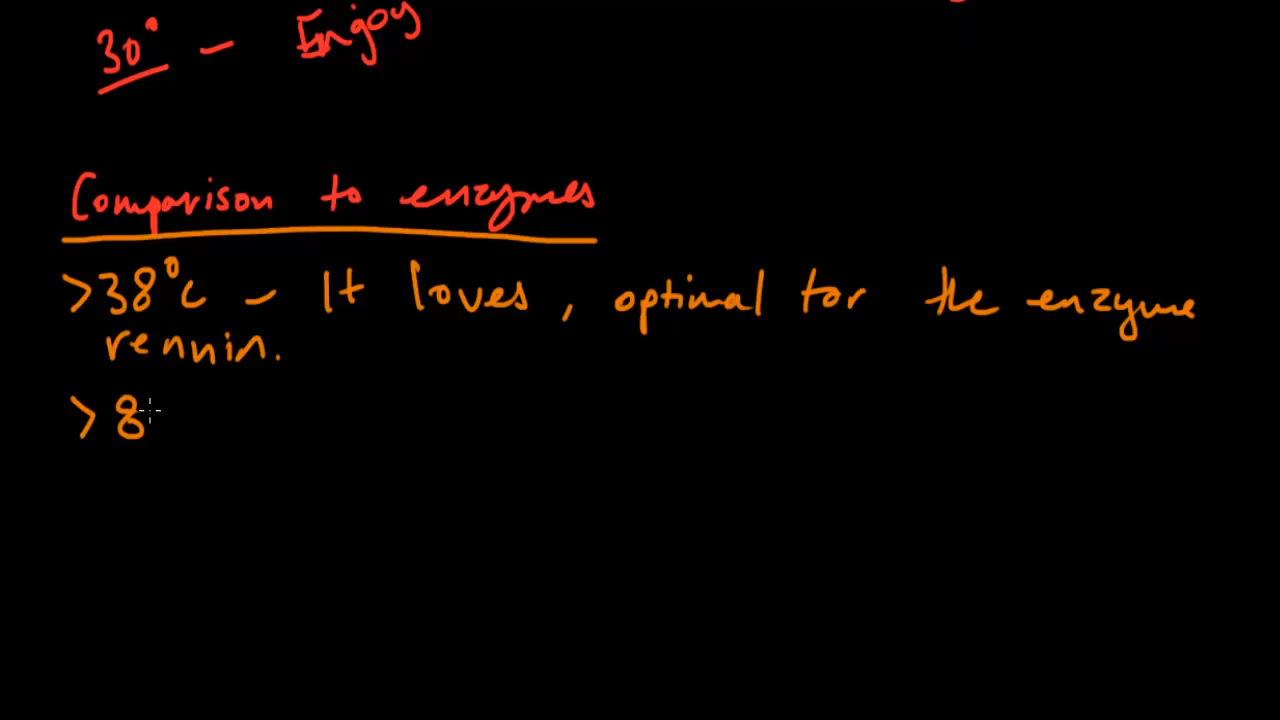 30° - Enjoy
Comparison to enzymes
>38°c - It loves, optimal for the enzyme
rennin.
> 8